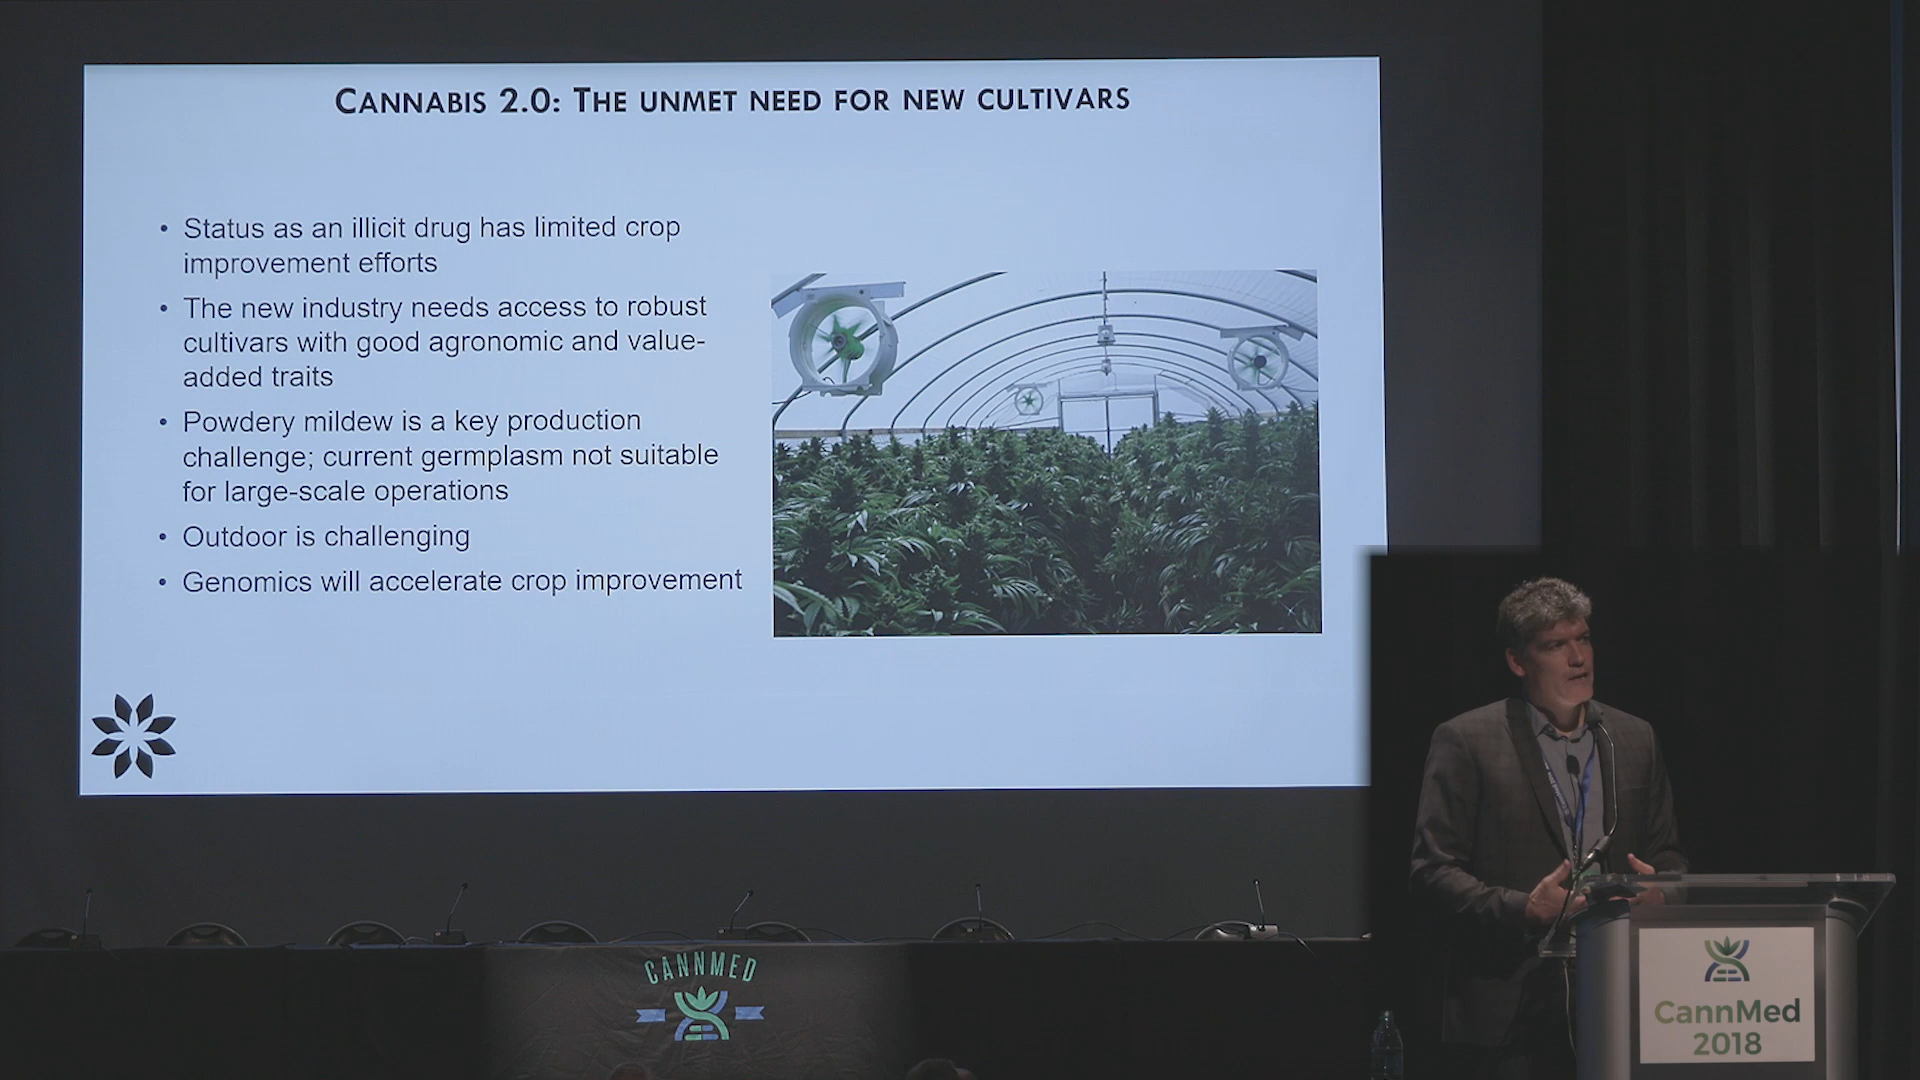 CANNABIS 2.0: THE UNMET NEED FOR NEW CULTIVARS
• Status as an illicit drug has limited crop
improvement efforts
• The new industry needs access to robust
cultivars with good agronomic and value-
added traits
• Powdery mildew is a key production
challenge; current germplasm not suitable
for large-scale operations
• Outdoor is challenging
• Genomics will accelerate crop improvement
CANNMED
CannMed
2018